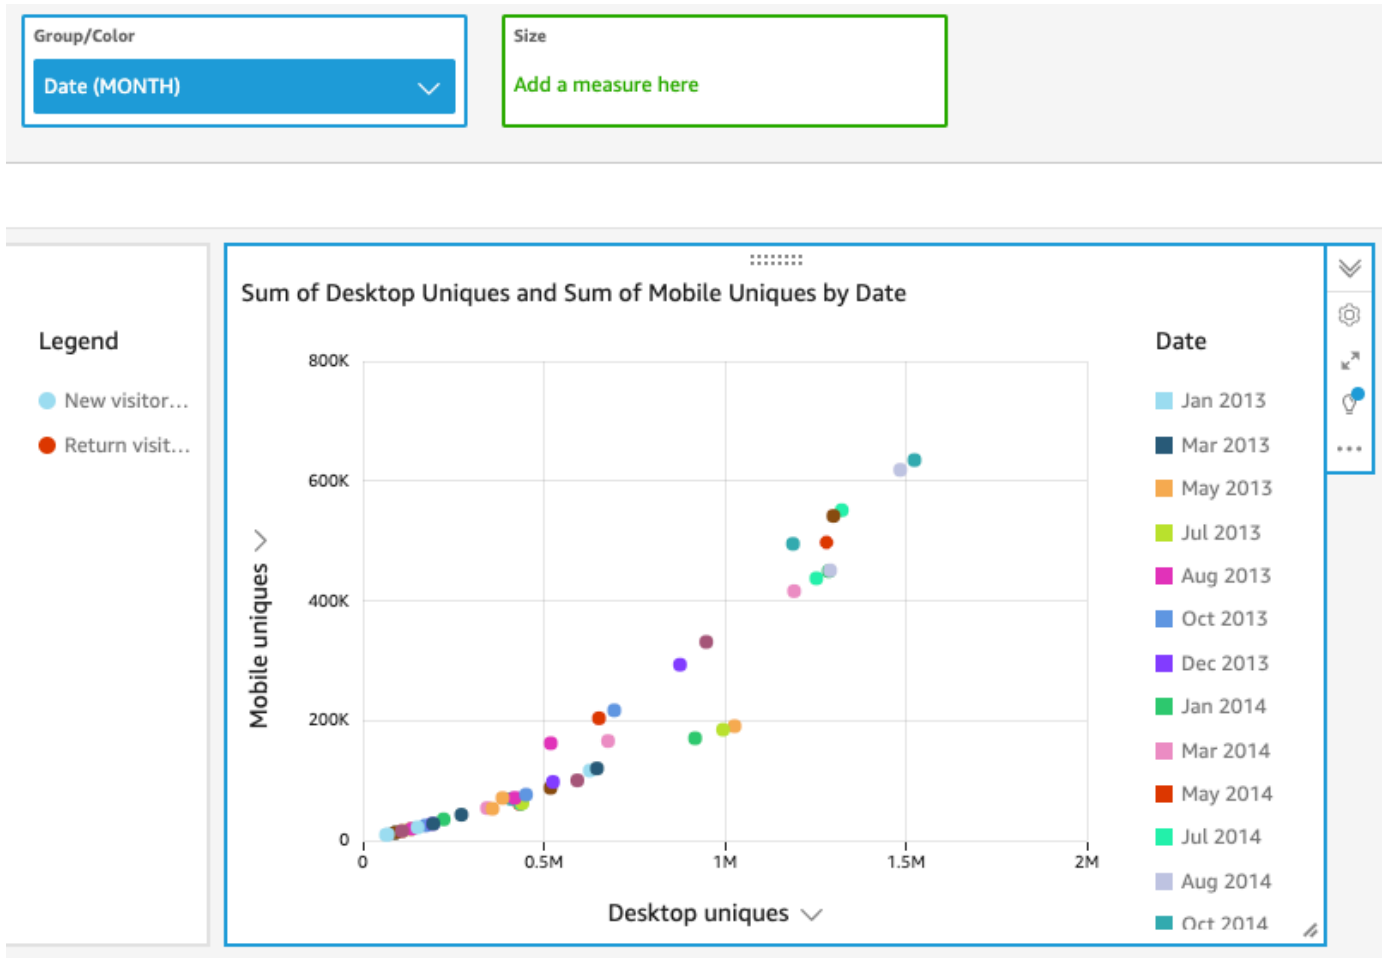 Group/Color
Date (MONTH)
Size
Add a measure here
Legend
New visitor...
Return visit...
Sum of Desktop Uniques and Sum of Mobile Uniques by Date
800K
600K
400K
200K
0
Mobile uniques
0
0.5M
1M
1.5M
2M
Desktop uniques
Date
Jan 2013
Mar 2013
May 2013
Jul 2013
Aug 2013
Oct 2013
Dec 2013
Jan 2014
Mar 2014
May 2014
Jul 2014
Aug 2014
Oct 2014